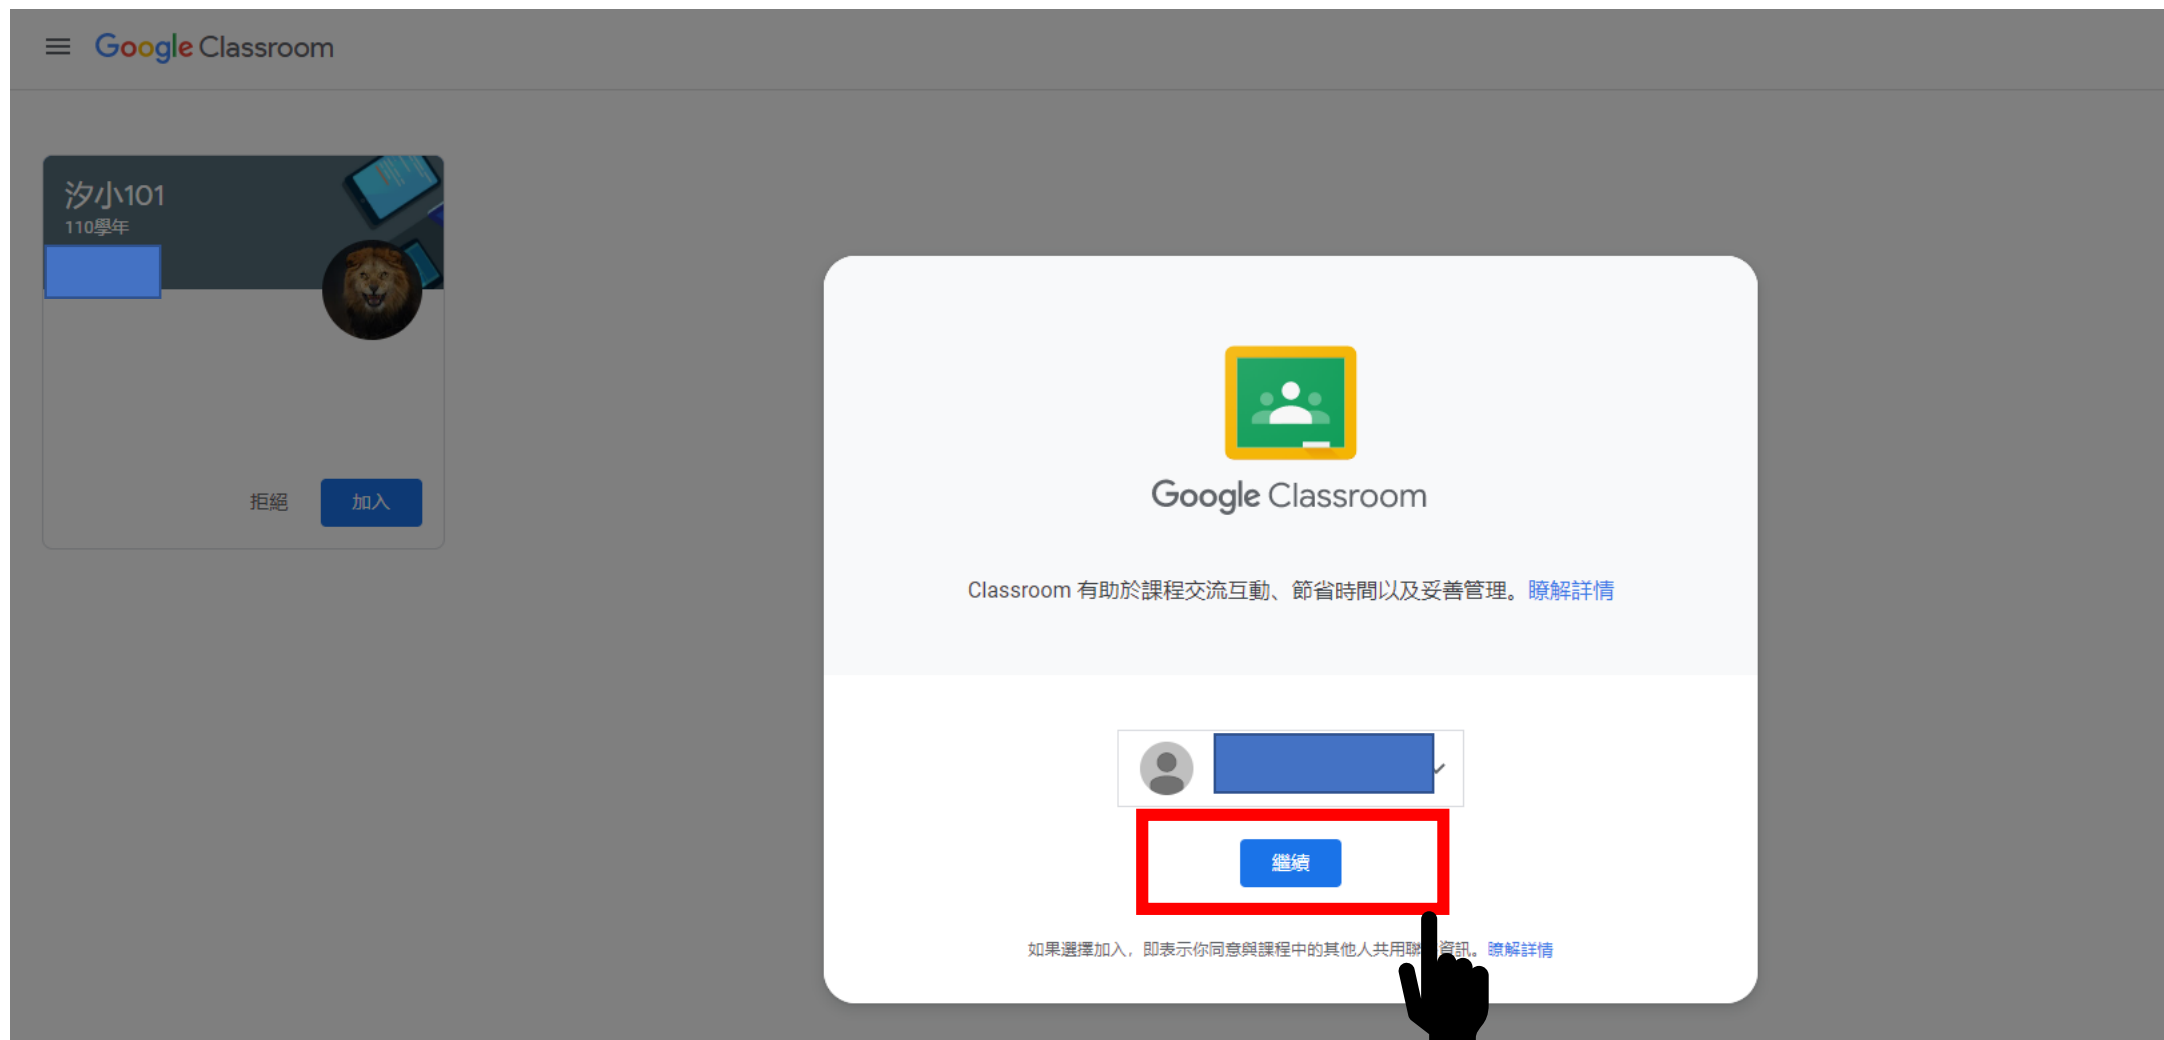 Google Classroom
汐小101
110學年
拒絕
加入
Google Classroom
Classroom 有助於課程交流互動、節省時間以及妥善管理。瞭解詳情
繼續
如果選擇加入，即表示你同意與課程中的其他人共用聯 資訊。瞭解詳情